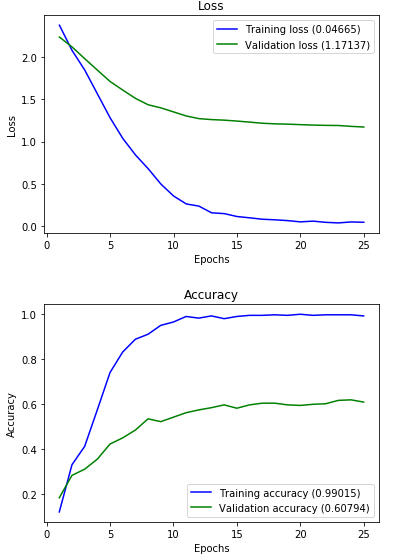 Loss
Training loss (0.04665)
Validation loss (1.17137)
2.0
1.5
1.0
0.5
0.0
Loss
0
5
10
15
20
25
Epochs
Accuracy
1.0
0.8
0.6
0.4
0.2
Accuracy
Training accuracy (0.99015)
Validation accuracy (0.60794)
0
5
10
15
20
25
Epochs